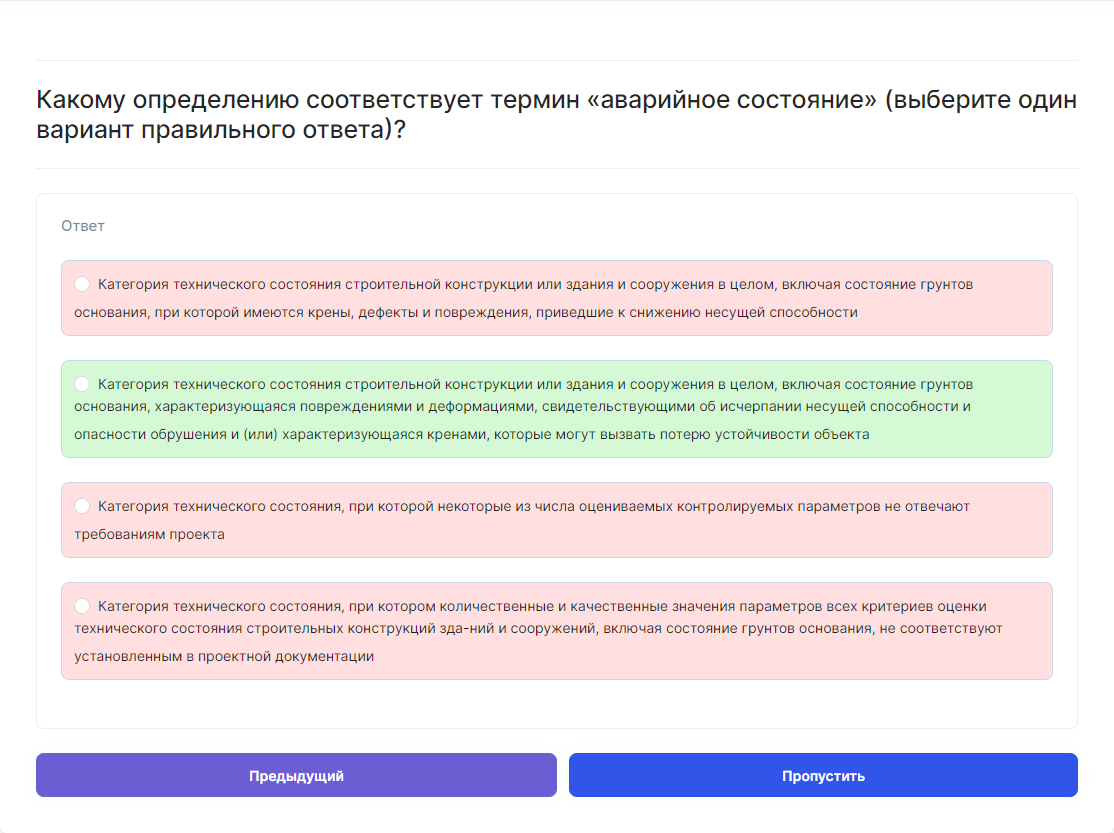 Какому определению соответствует термин «аварийное состояние» (выберите один
вариант правильного ответа)?
Ответ
Категория технического состояния строительной конструкции или здания и сооружения в целом, включая состояние грунтов
основания, при которой имеются крены, дефекты и повреждения, приведшие к снижению несущей способности
Категория технического состояния строительной конструкции или здания и сооружения в целом, включая состояние грунтов
основания, характеризующаяся повреждениями и деформациями, свидетельствующими об исчерпании несущей способности и
опасности обрушения и (или) характеризующаяся кренами, которые могут вызвать потерю устойчивости объекта
Категория технического состояния, при которой некоторые из числа оцениваемых контролируемых параметров не отвечают
требованиям проекта
Категория технического состояния, при котором количественные и качественные значения параметров всех критериев оценки
технического состояния строительных конструкций зда-ний и сооружений, включая состояние грунтов основания, не соответствуют
установленным в проектной документации
Предыдущий
Пропустить